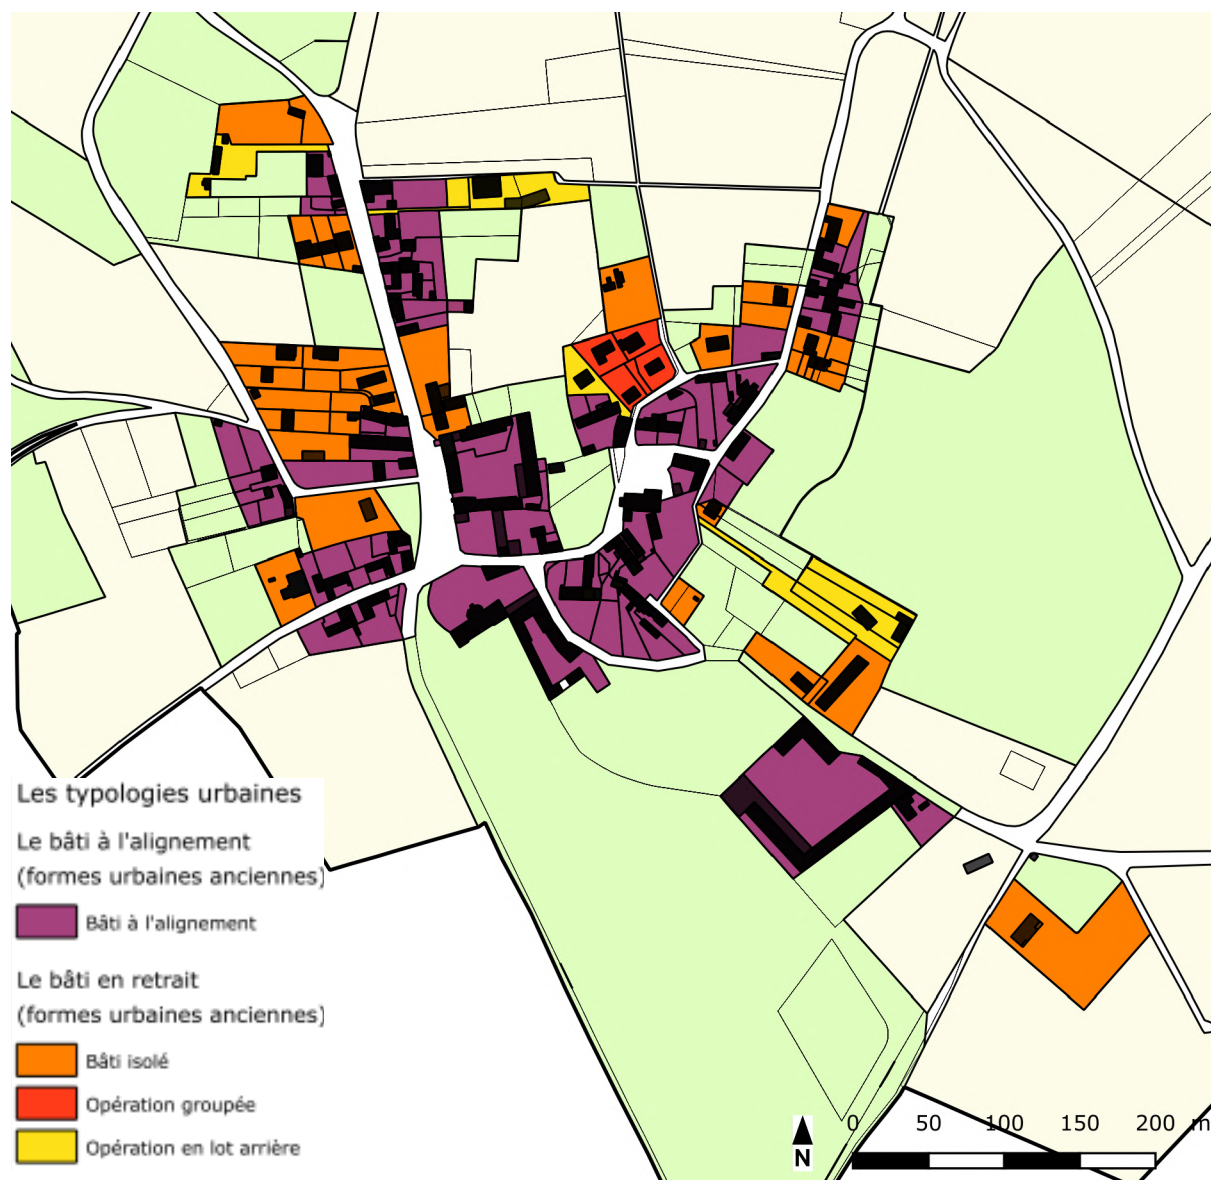 Les typologies urbaines
Le bâti à l'alignement
(formes urbaines anciennes)
Bâti à l'alignement
Le bâti en retrait
(formes urbaines anciennes)
Bâti isolé
Opération groupée
Opération en lot arrière
N
0 50 100 150 200 m